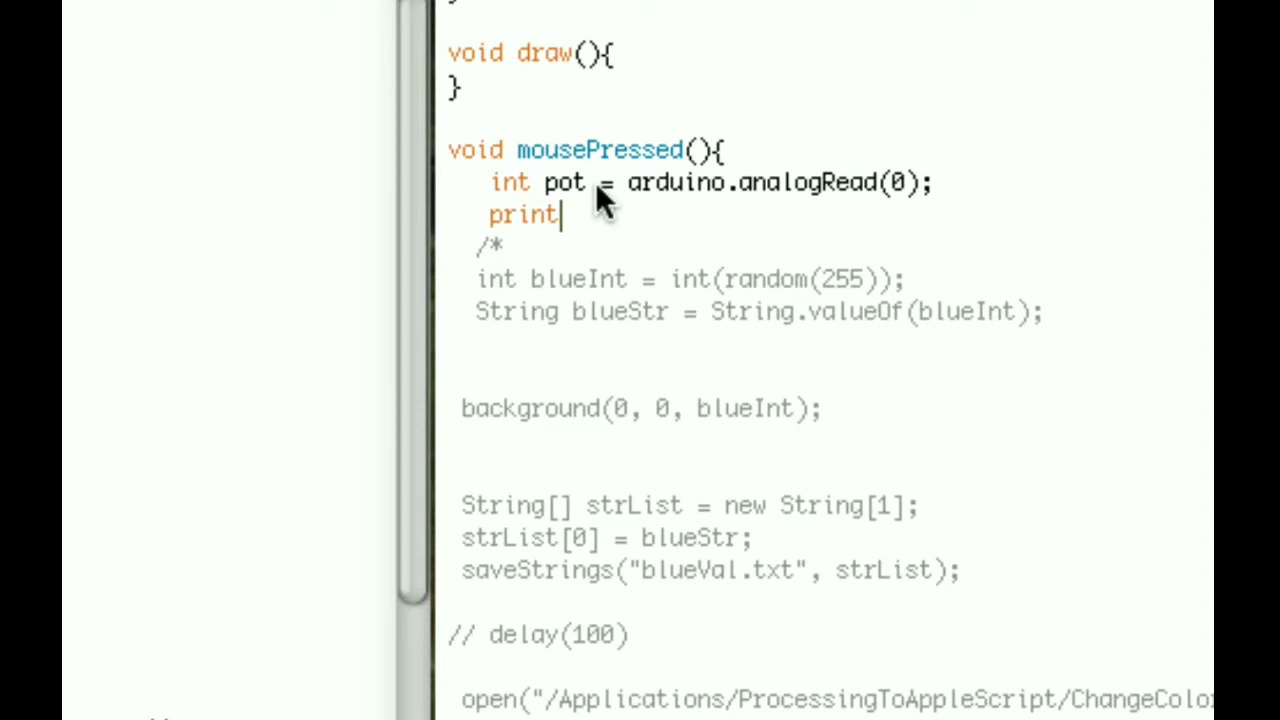 void draw(){
}
void mousePressed(){
int pot = arduino.analogRead(0);
print
/*
int blueInt = int(random(255));
String blueStr = String.valueOf(blueInt);
background(0, 0, blueInt);
String[] strList = new String[1];
strList[0] = blueStr;
saveStrings("blueVal.txt", strList);
// delay(100)
open("/Applications/ProcessingToAppleScript/ChangeColor